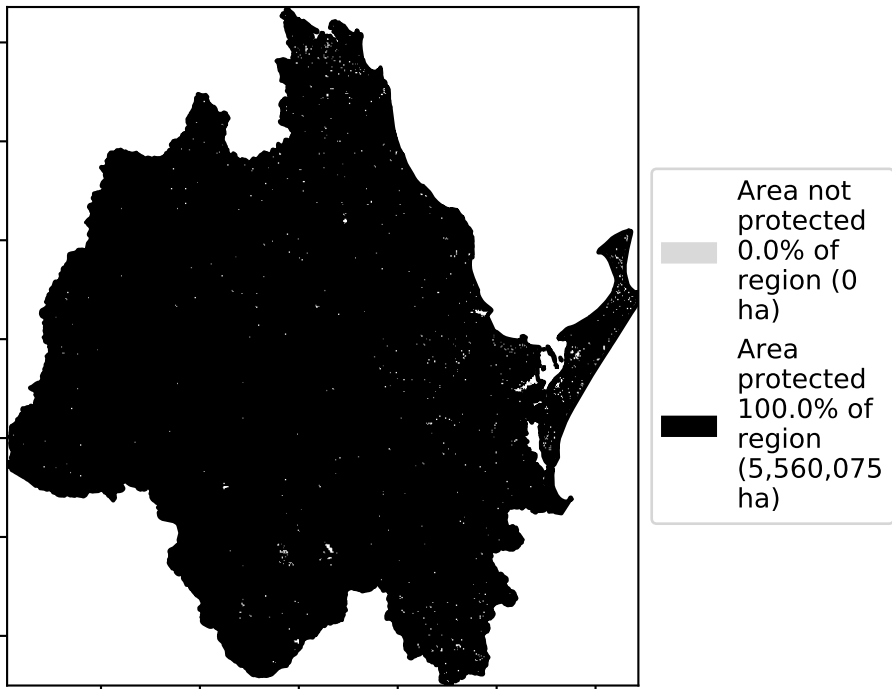 Area not
protected
0.0% of
region (0
ha)
Area
protected
100.0% of
region
(5,560,075
ha)